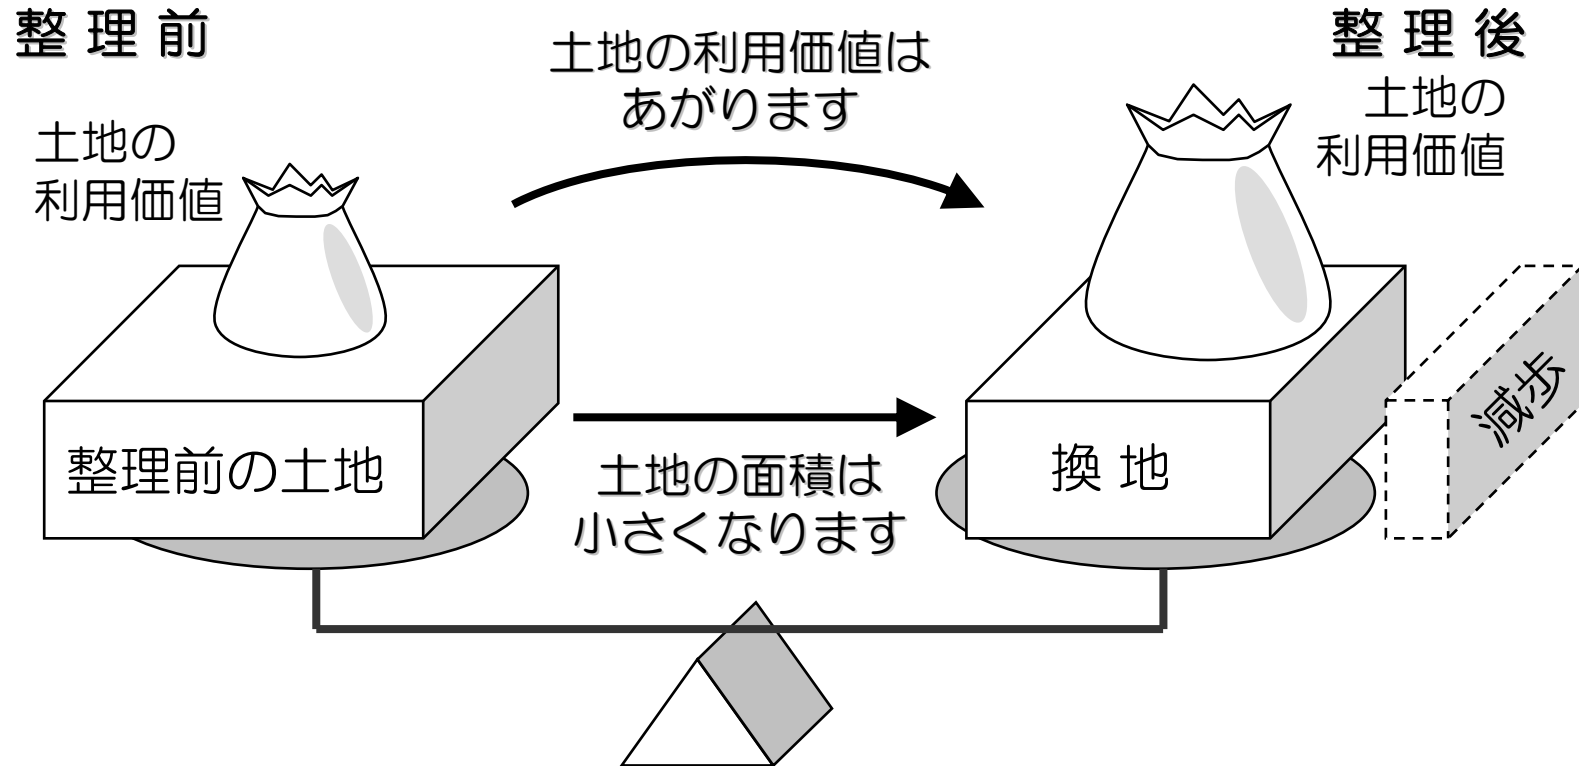 整理前
土地の
利用価値
土地の利用価値は
あがります
整理後
土地の
利用価値
整理前の土地
土地の面積は
小さくなります
換地
減歩